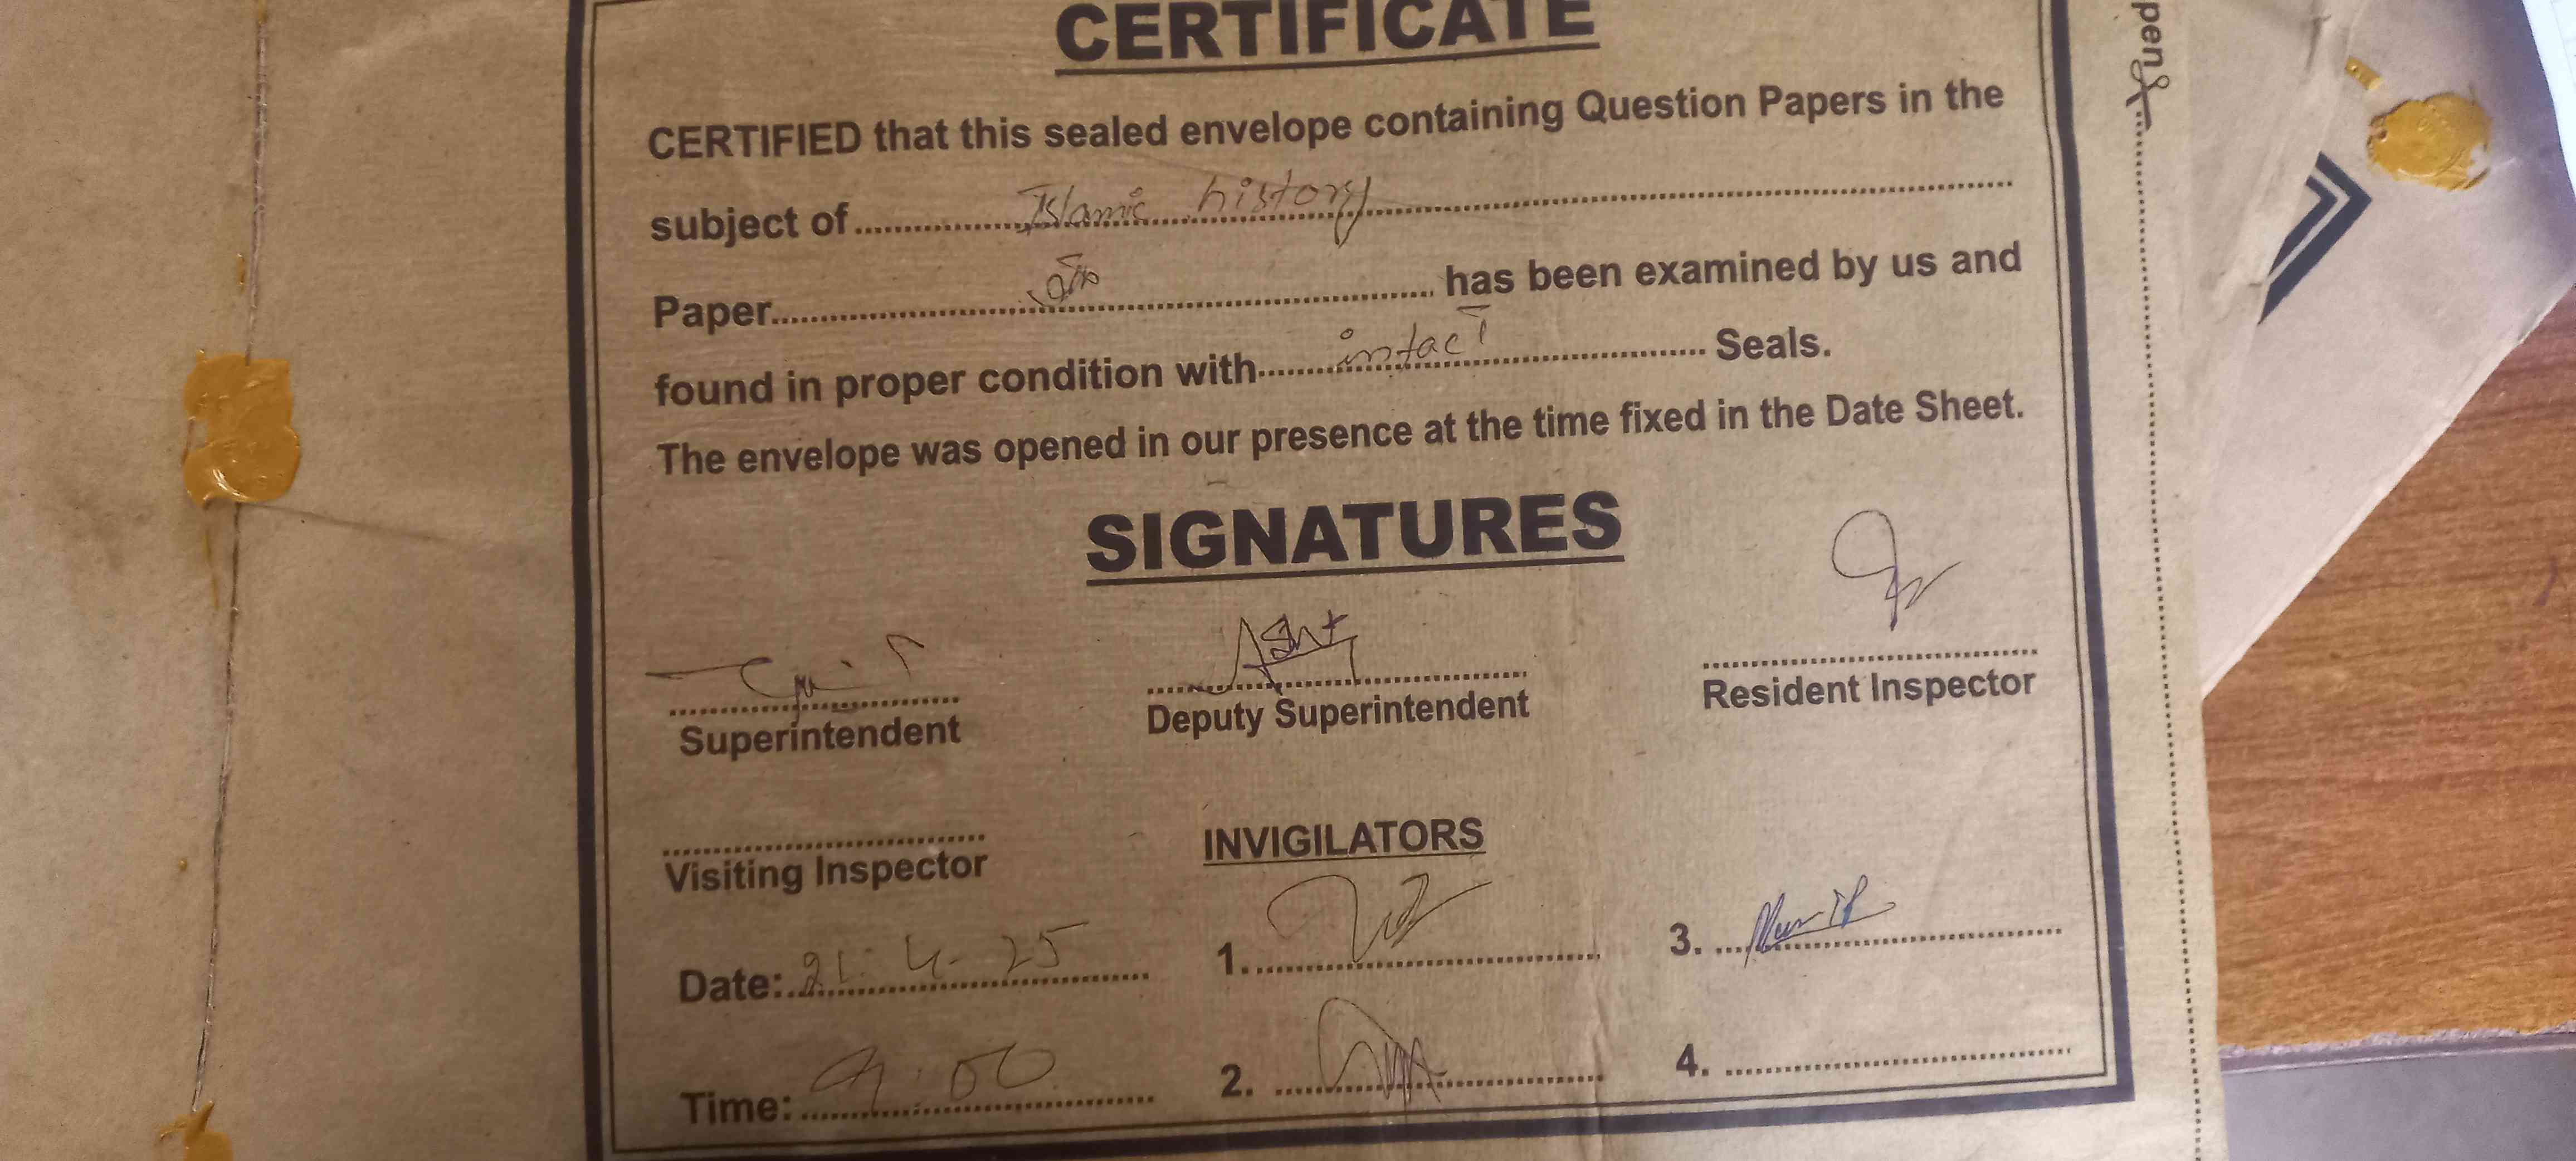 CERTIFICATE
CERTIFIED that this sealed envelope containing Question Papers in the
subject of Islamic history
Paper has been examined by us and
found in proper condition with intact Seals.
The envelope was opened in our presence at the time fixed in the Date Sheet.
SIGNATURES
Superintendent
Deputy Superintendent
Resident Inspector
Visiting Inspector
INVIGILATORS
Date: 21.4.25
1.
3.
Time: 9:00
2.
4.
pen